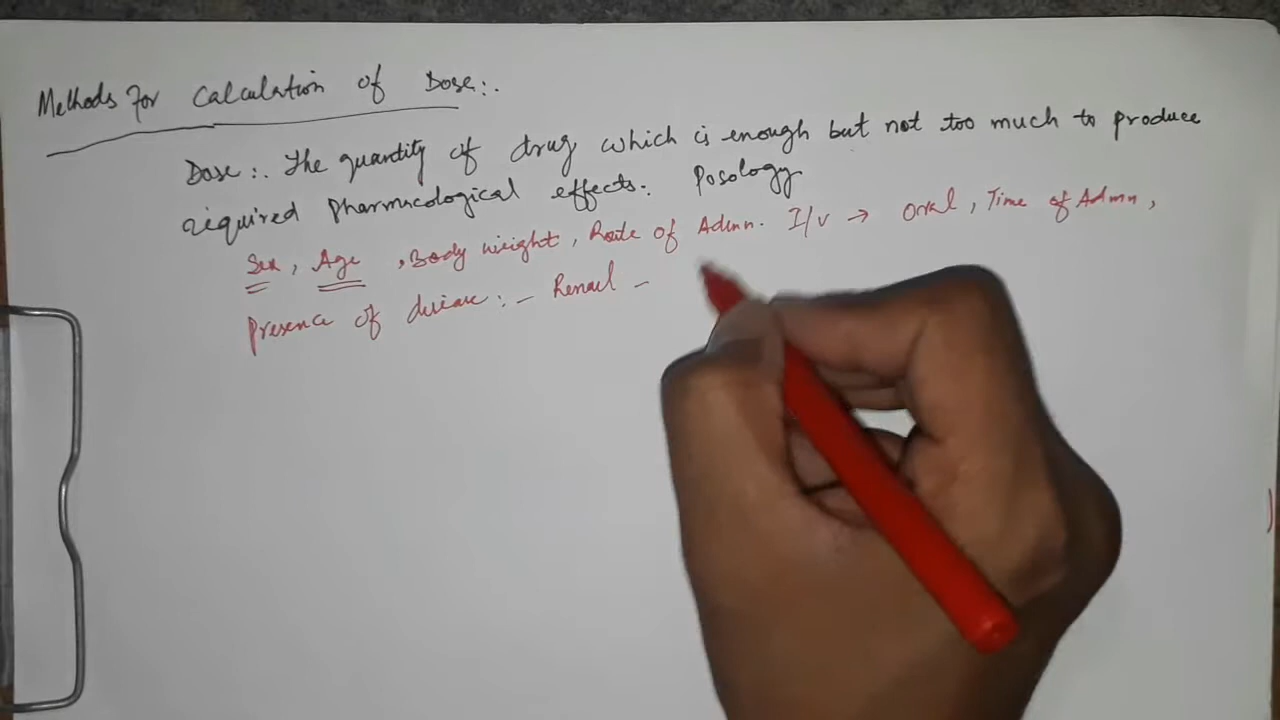 Methods For Calculation of Dose:.
Dose:. The quantity of drug which is enough but not too much to produce
required Pharmacological effects. Posology
Sex, Age, Body weight, Route of Admn. I/v → Oral, Time of Admn,
Presence of disease:- Renal -